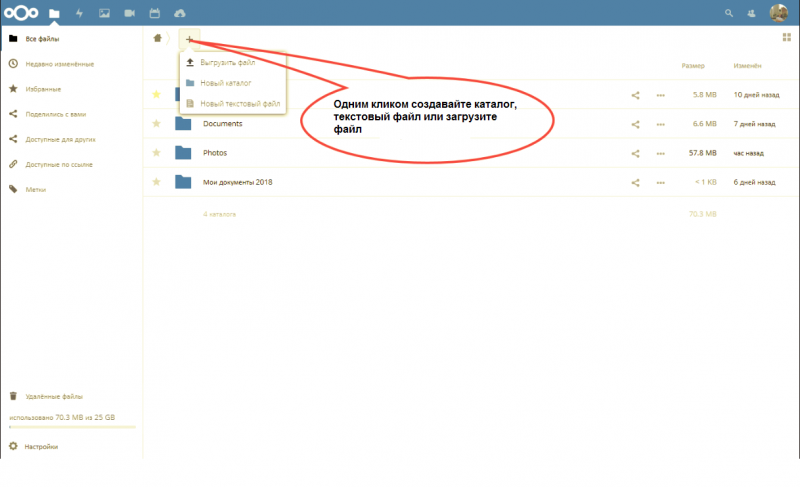 Все файлы
Недавно изменённые
Избранные
Поделились с вами
Доступные для других
Доступные по ссылке
Метки
Удалённые файлы
использовано 70.3 MB из 25 GB
Настройки
+
Выгрузить файл
Новый каталог
Новый текстовый файл
Одним кликом создавайте каталог,
текстовый файл или загрузите
файл
Размер Изменён
5.8 MB 10 дней назад
Documents 6.6 MB 7 дней назад
Photos 57.8 MB час назад
Мои документы 2018 < 1 KB 6 дней назад
4 каталога 70.3 MB